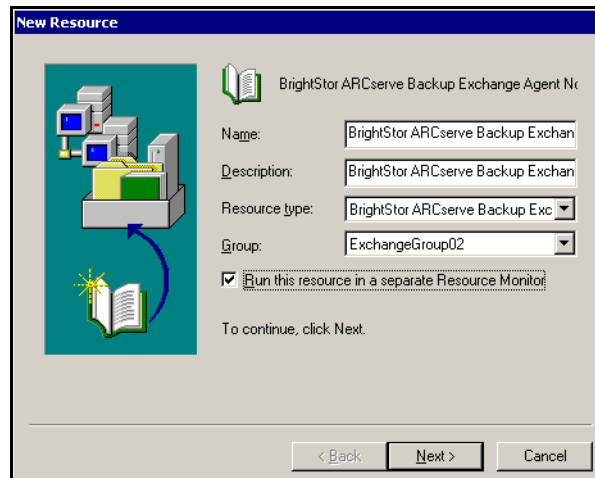 New Resource
BrightStor ARCserve Backup Exchange Agent No
Name: BrightStor ARCserve Backup Exchan
Description: BrightStor ARCserve Backup Exchan
Resource type: BrightStor ARCserve Backup Exc
Group: ExchangeGroup02
Run this resource in a separate Resource Monitor
To continue, click Next.
< Back Next > Cancel